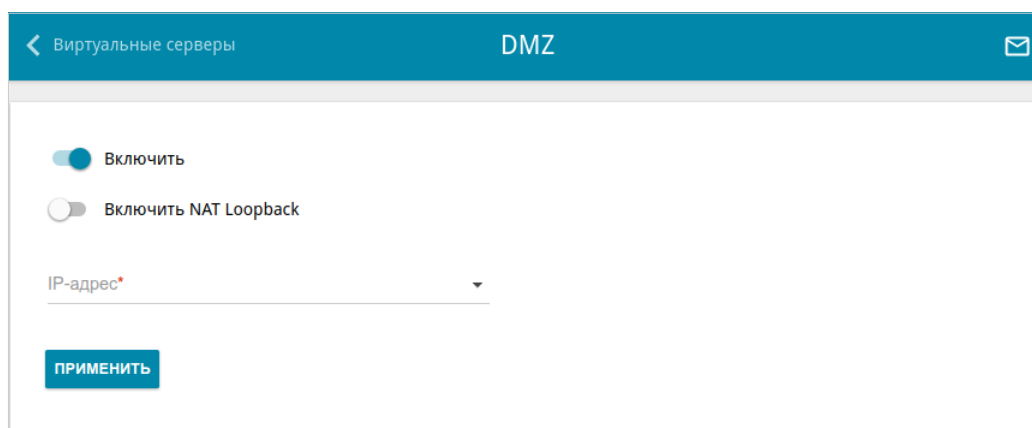 Виртуальные серверы
DMZ
Включить
Включить NAT Loopback
IP-адрес*
ПРИМЕНИТЬ